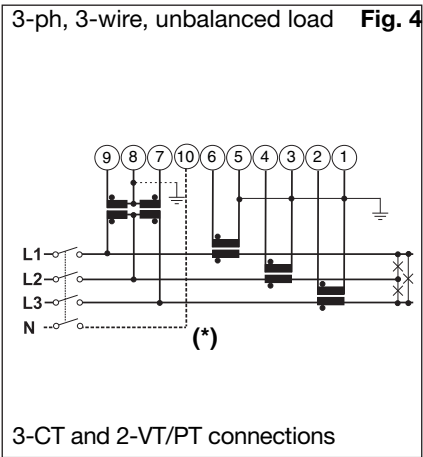 3-ph, 3-wire, unbalanced load Fig. 4
9 8 7 10 6 5 4 3 2 1
L1
L2
L3
N
(*)
3-CT and 2-VT/PT connections